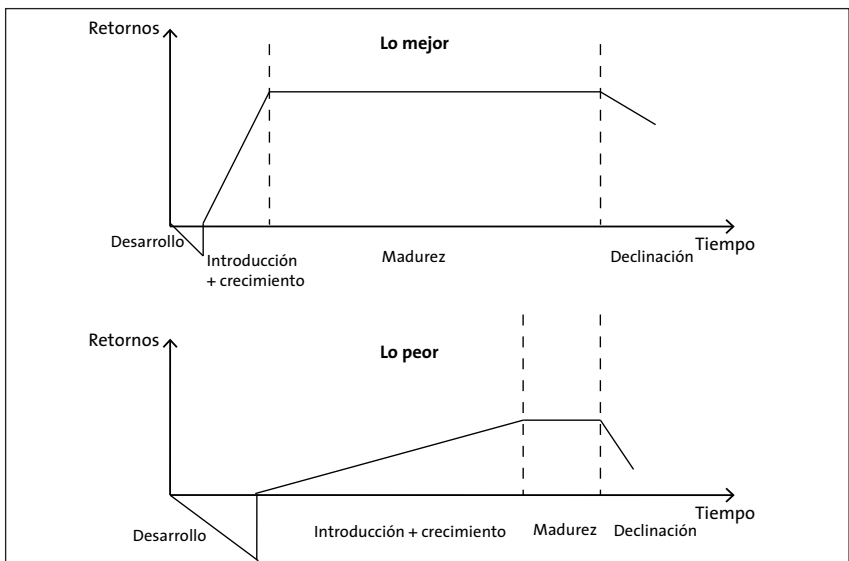 Retornos
Lo mejor
Tiempo
Desarrollo
Introducción
+ crecimiento
Madurez
Declinación
Retornos
Lo peor
Tiempo
Desarrollo
Introducción + crecimiento
Madurez
Declinación